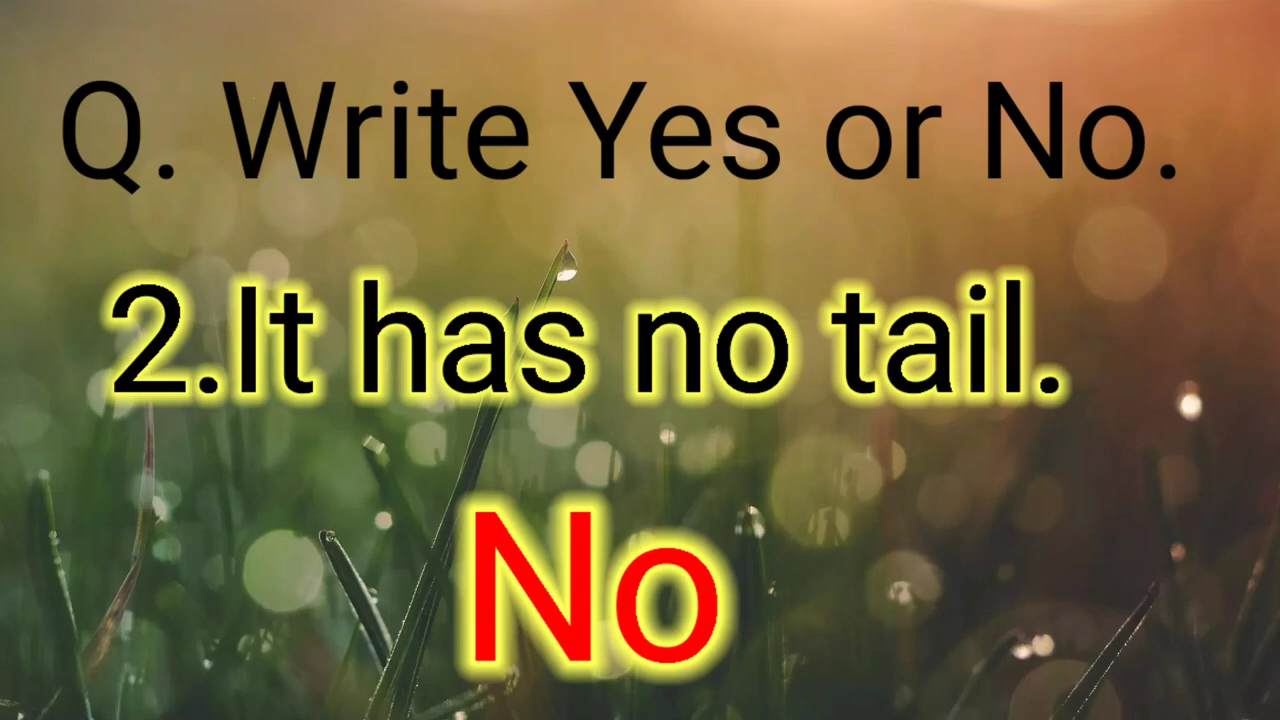 Q. Write Yes or No.
2.It has no tail.
No